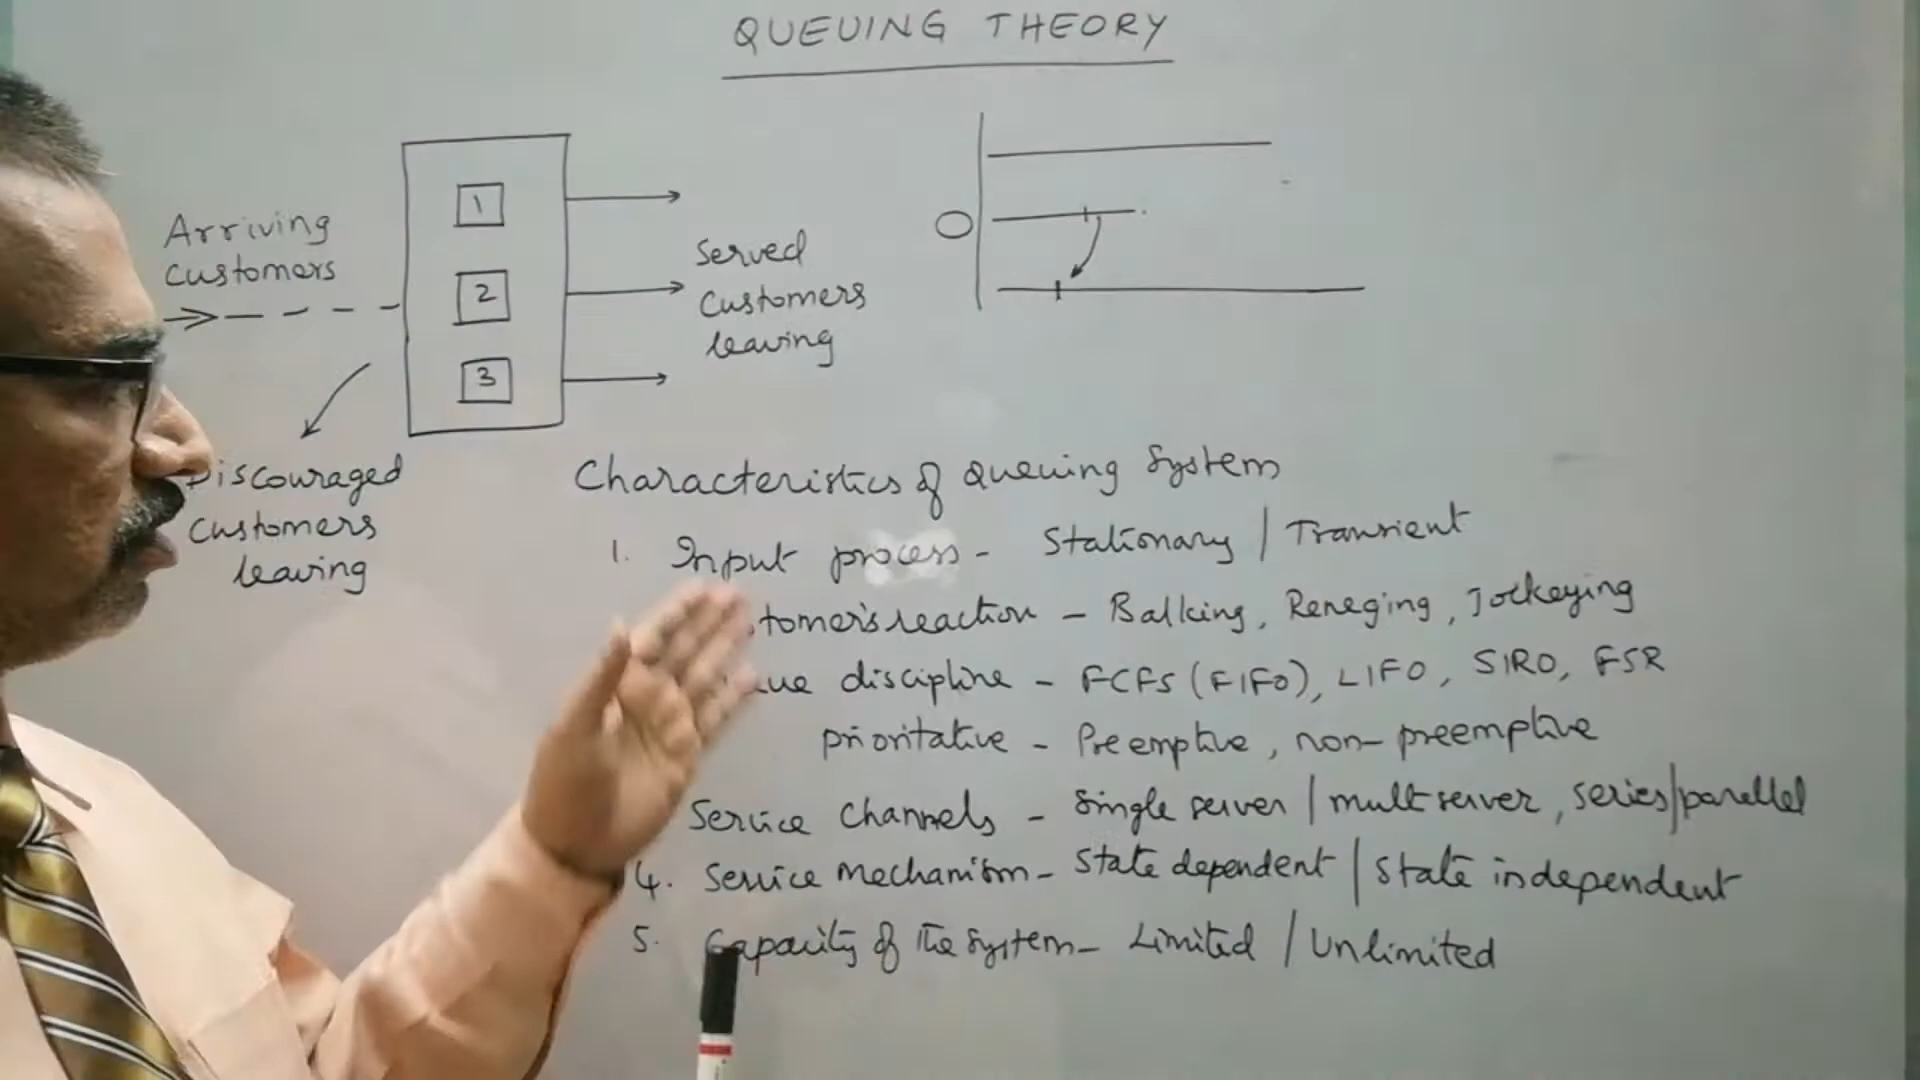 QUEUING THEORY
1
2
3
Arriving
Customers
Served
Customers
leaving
Discouraged
Customers
leaving
Characteristics of Queuing System
1. Input process - Stationary / Transient
tomer's reaction - Balking, Reneging, Jockeying
ue discipline - FCFS (FIFO), LIFO, SIRO, FSR
prioritative - Preemptive, non-preemptive
Service Channels - Single server / multserver, series/parellel
4. Service mechanism - State dependent / State independent
5. Capacity of the System - Limited / Unlimited